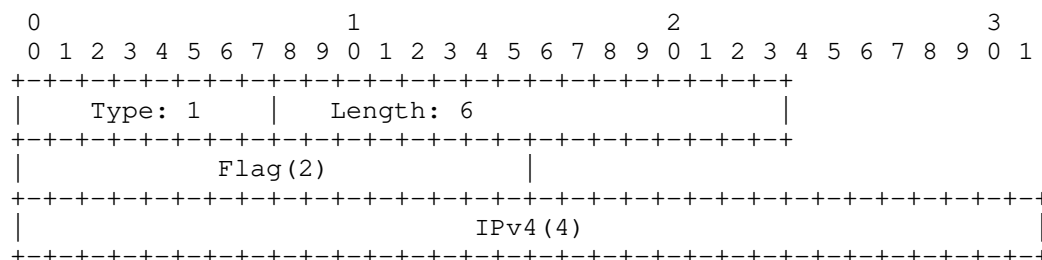 0                   1                   2                   3
0 1 2 3 4 5 6 7 8 9 0 1 2 3 4 5 6 7 8 9 0 1 2 3 4 5 6 7 8 9 0 1
+-+-+-+-+-+-+-+-+-+-+-+-+-+-+-+-+-+-+-+-+-+-+-+-+
|    Type: 1    |   Length: 6                   |
+-+-+-+-+-+-+-+-+-+-+-+-+-+-+-+-+-+-+-+-+-+-+-+-+
|            Flag(2)            |
+-+-+-+-+-+-+-+-+-+-+-+-+-+-+-+-+-+-+-+-+-+-+-+-+-+-+-+-+-+-+-+-+
|                            IPv4(4)                            |
+-+-+-+-+-+-+-+-+-+-+-+-+-+-+-+-+-+-+-+-+-+-+-+-+-+-+-+-+-+-+-+-+